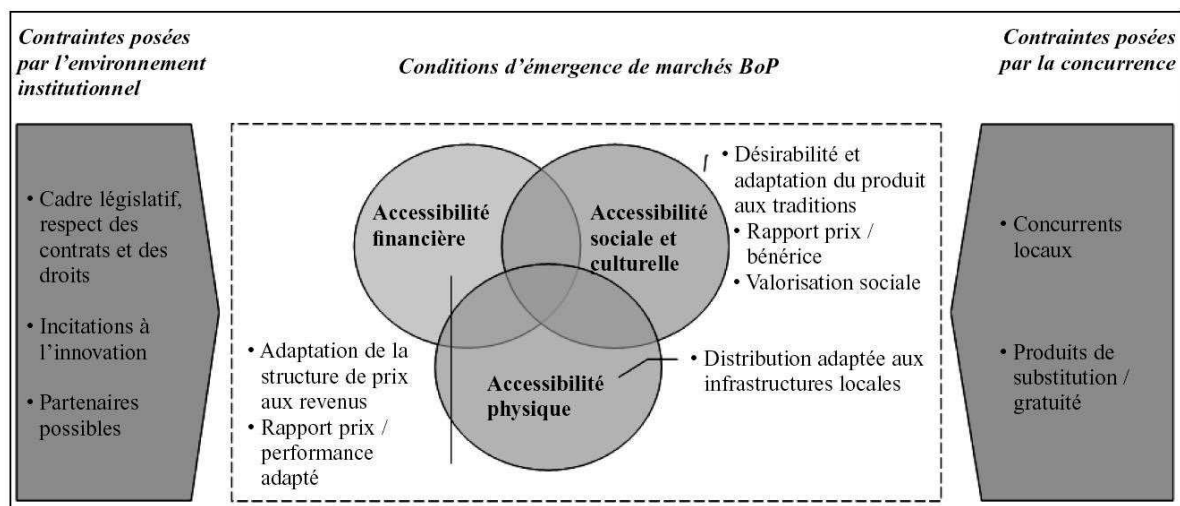 Contraintes posées
par l’environnement
institutionnel
Conditions d’émergence de marchés BoP
Contraintes posées
par la concurrence
• Cadre législatif,
respect des
contrats et des
droits
• Incitations à
l’innovation
• Partenaires
possibles
Accessibilité
financière
Accessibilité
sociale et
culturelle
Accessibilité
physique
• Désirabilité et
adaptation du produit
aux traditions
• Rapport prix /
bénérice
• Valorisation sociale
• Adaptation de la
structure de prix
aux revenus
• Rapport prix /
performance
adapté
• Distribution adaptée aux
infrastructures locales
• Concurrents
locaux
• Produits de
substitution /
gratuité